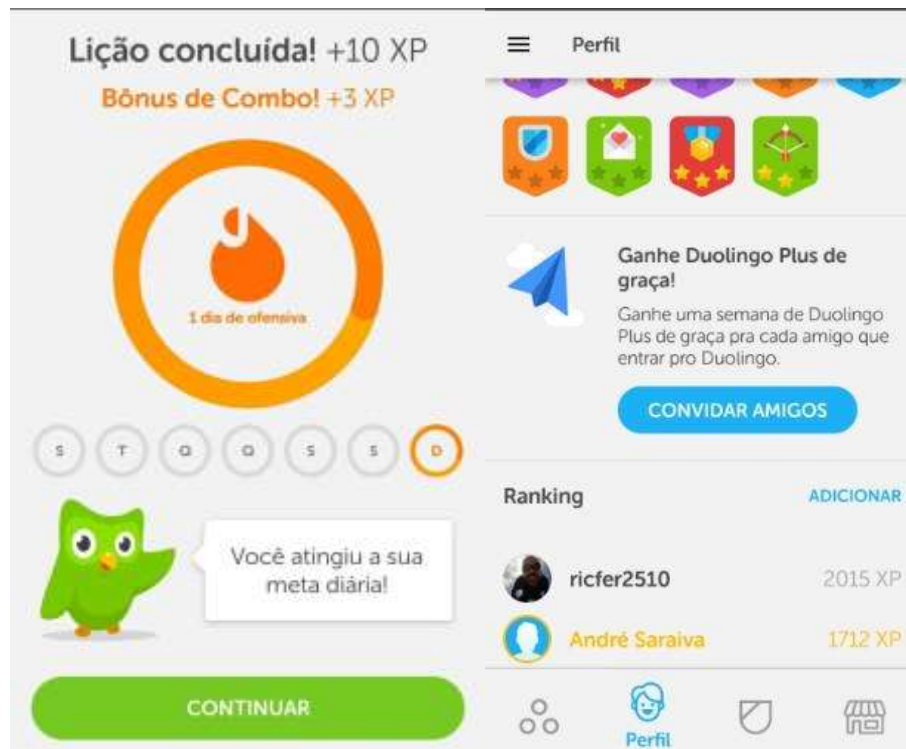 Lição concluída! +10 XP
Bônus de Combo! +3 XP
1 dia de ofensiva
S T Q Q S S D
Você atingiu a sua
meta diária!
CONTINUAR
Perfil
Ganhe Duolingo Plus de
graça!
Ganhe uma semana de Duolingo
Plus de graça pra cada amigo que
entrar pro Duolingo.
CONVIDAR AMIGOS
Ranking ADICIONAR
ricfer2510 2015 XP
André Saraiva 1712 XP
Perfil